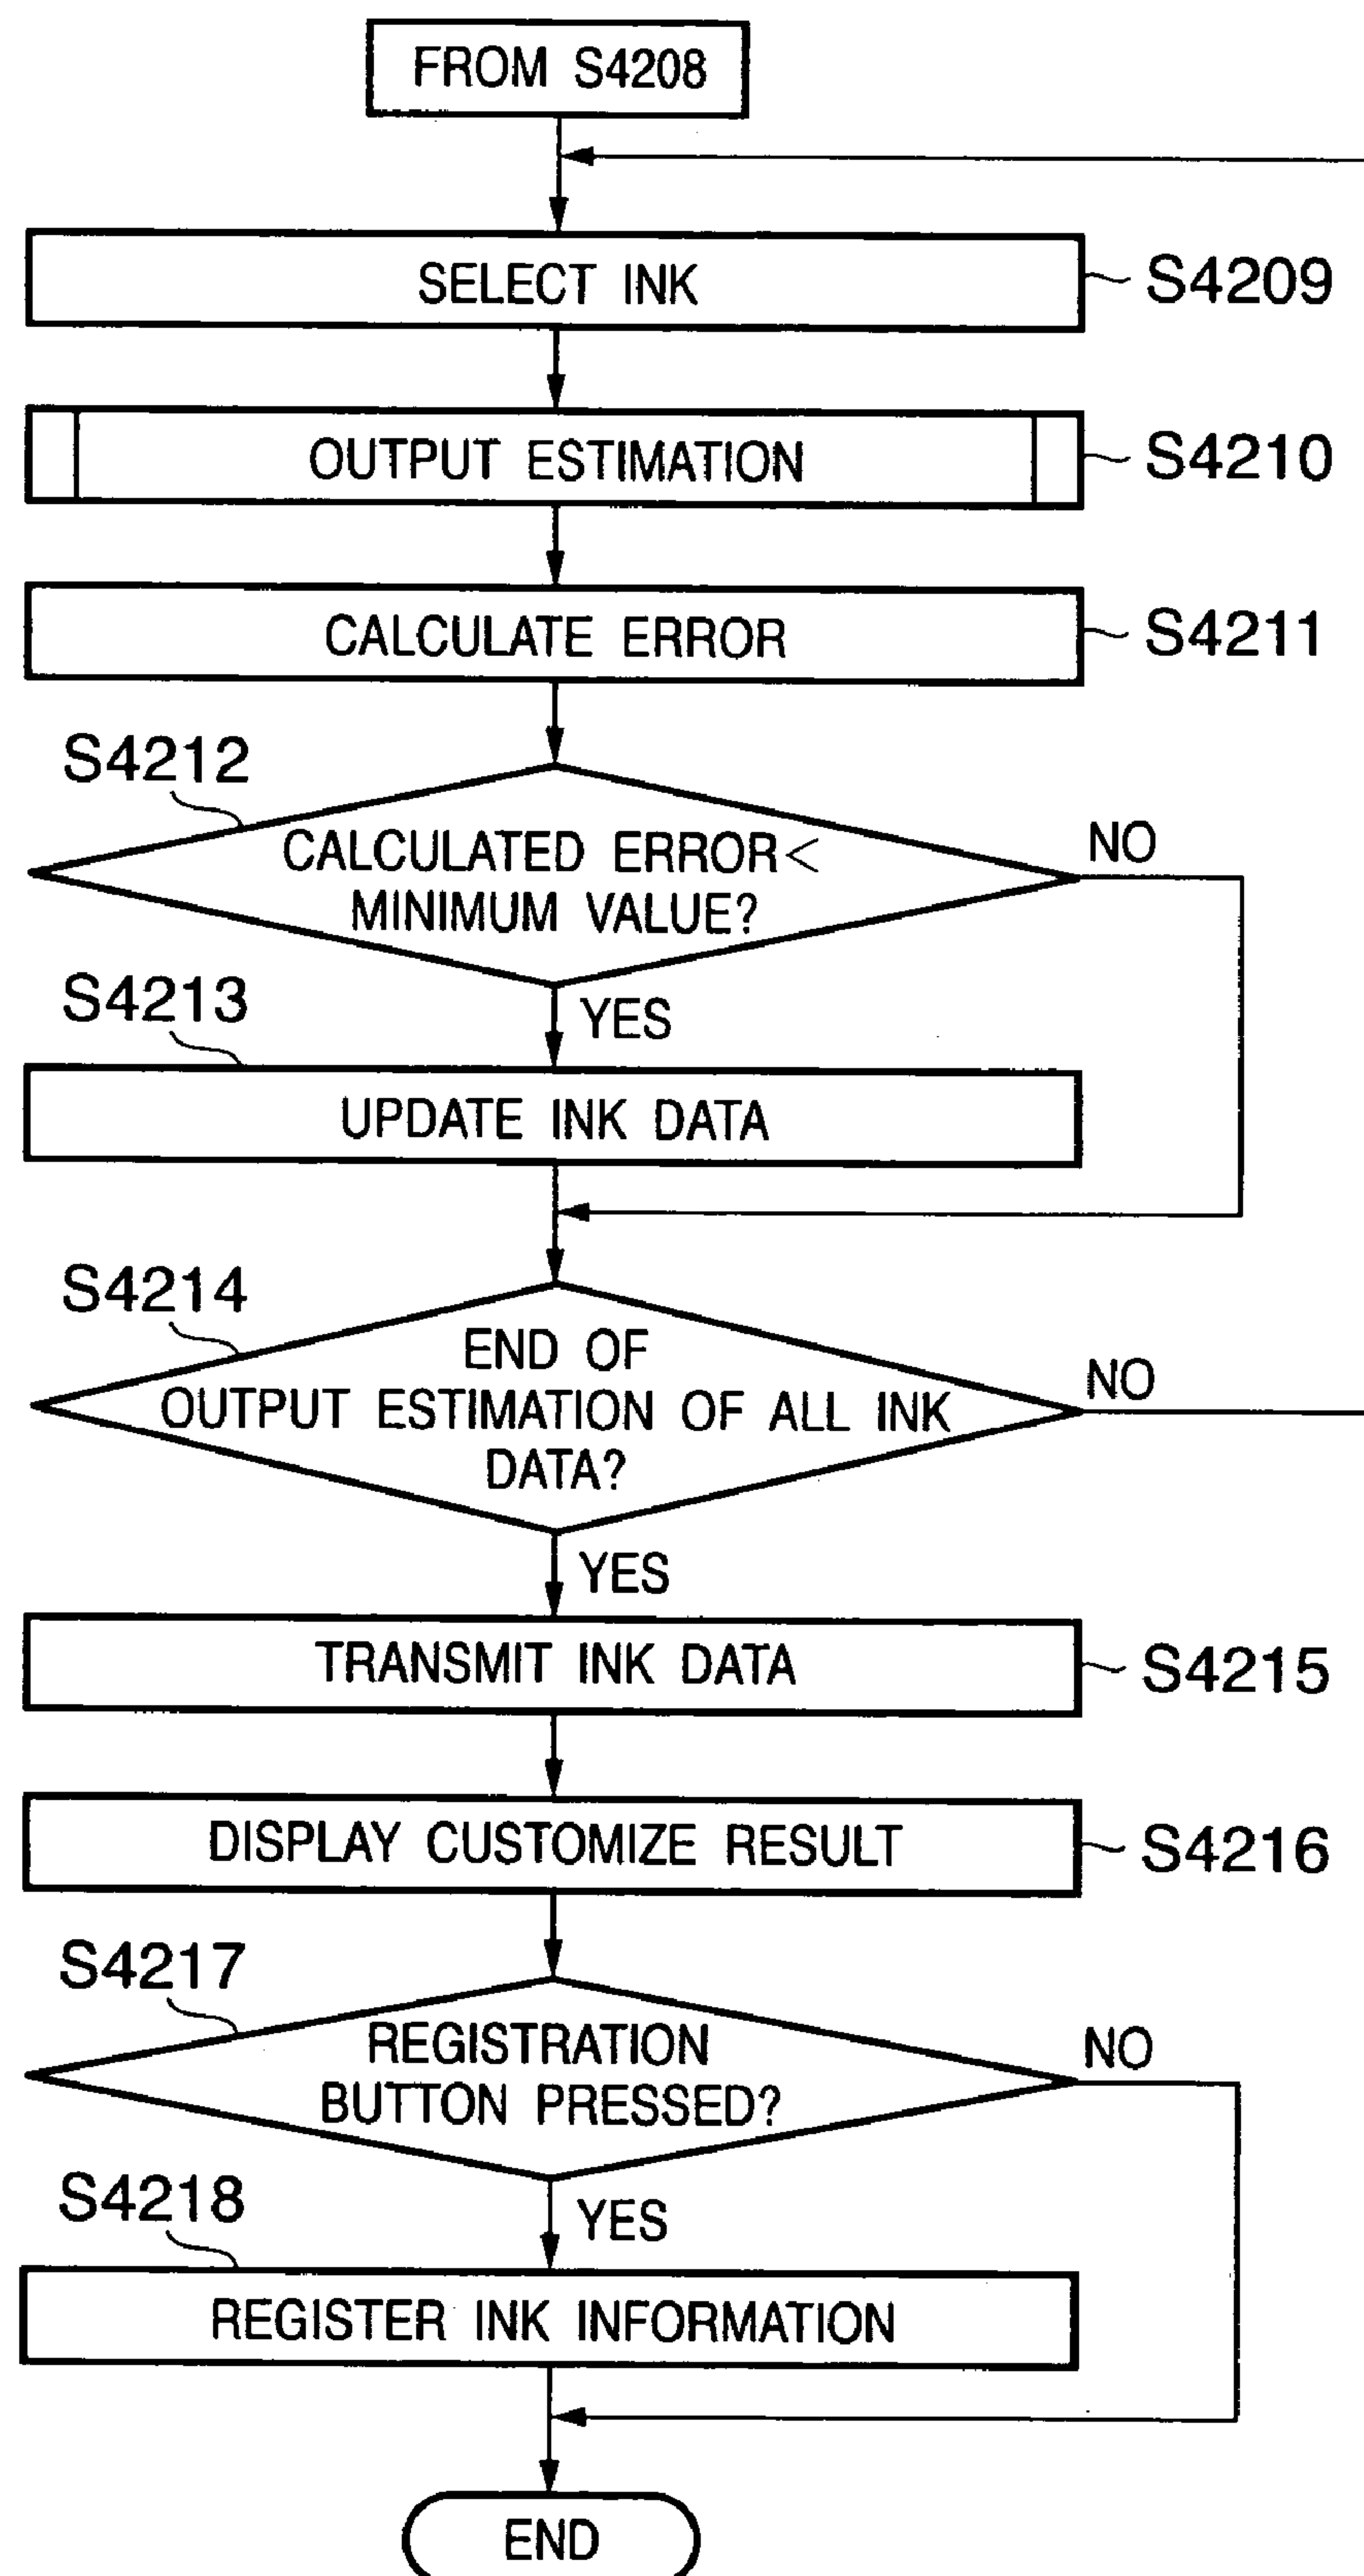 FROM S4208
SELECT INK
S4209
OUTPUT ESTIMATION
S4210
CALCULATE ERROR
S4211
S4212
CALCULATED ERROR<
MINIMUM VALUE?
NO
YES
S4213
UPDATE INK DATA
S4214
END OF
OUTPUT ESTIMATION OF ALL INK
DATA?
NO
YES
TRANSMIT INK DATA
S4215
DISPLAY CUSTOMIZE RESULT
S4216
S4217
REGISTRATION
BUTTON PRESSED?
NO
YES
S4218
REGISTER INK INFORMATION
END